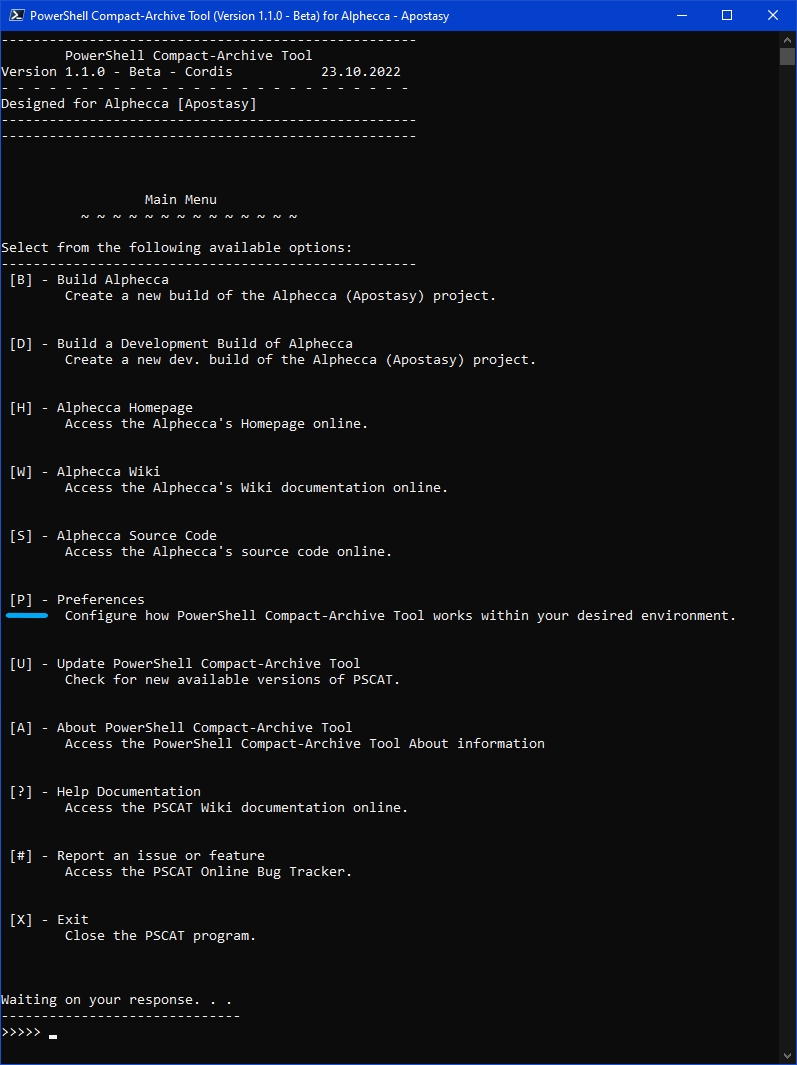 PowerShell Compact-Archive Tool (Version 1.1.0 - Beta) for Alphecca - Apostasy
----------------------------------------------------
PowerShell Compact-Archive Tool
Version 1.1.0 - Beta - Cordis 23.10.2022
- - - - - - - - - - - - - - - - - - - - - - - - - -
Designed for Alphecca [Apostasy]
----------------------------------------------------
----------------------------------------------------
Main Menu
~ ~ ~ ~ ~ ~ ~ ~ ~ ~ ~ ~ ~ ~
Select from the following available options:
----------------------------------------------------
[B] - Build Alphecca
Create a new build of the Alphecca (Apostasy) project.
[D] - Build a Development Build of Alphecca
Create a new dev. build of the Alphecca (Apostasy) project.
[H] - Alphecca Homepage
Access the Alphecca's Homepage online.
[W] - Alphecca Wiki
Access the Alphecca's Wiki documentation online.
[S] - Alphecca Source Code
Access the Alphecca's source code online.
[P] - Preferences
Configure how PowerShell Compact-Archive Tool works within your desired environment.
[U] - Update PowerShell Compact-Archive Tool
Check for new available versions of PSCAT.
[A] - About PowerShell Compact-Archive Tool
Access the PowerShell Compact-Archive Tool About information
[?] - Help Documentation
Access the PSCAT Wiki documentation online.
[#] - Report an issue or feature
Access the PSCAT Online Bug Tracker.
[X] - Exit
Close the PSCAT program.
Waiting on your response. . .
------------------------------
>>>>> _